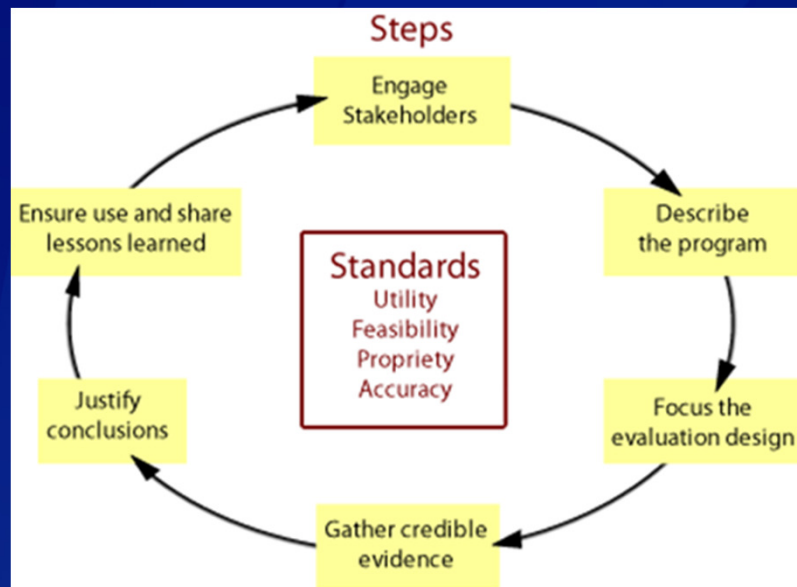 Steps
Engage
Stakeholders
Describe
the program
Focus the
evaluation design
Gather credible
evidence
Justify
conclusions
Ensure use and share
lessons learned
Standards
Utility
Feasibility
Propriety
Accuracy